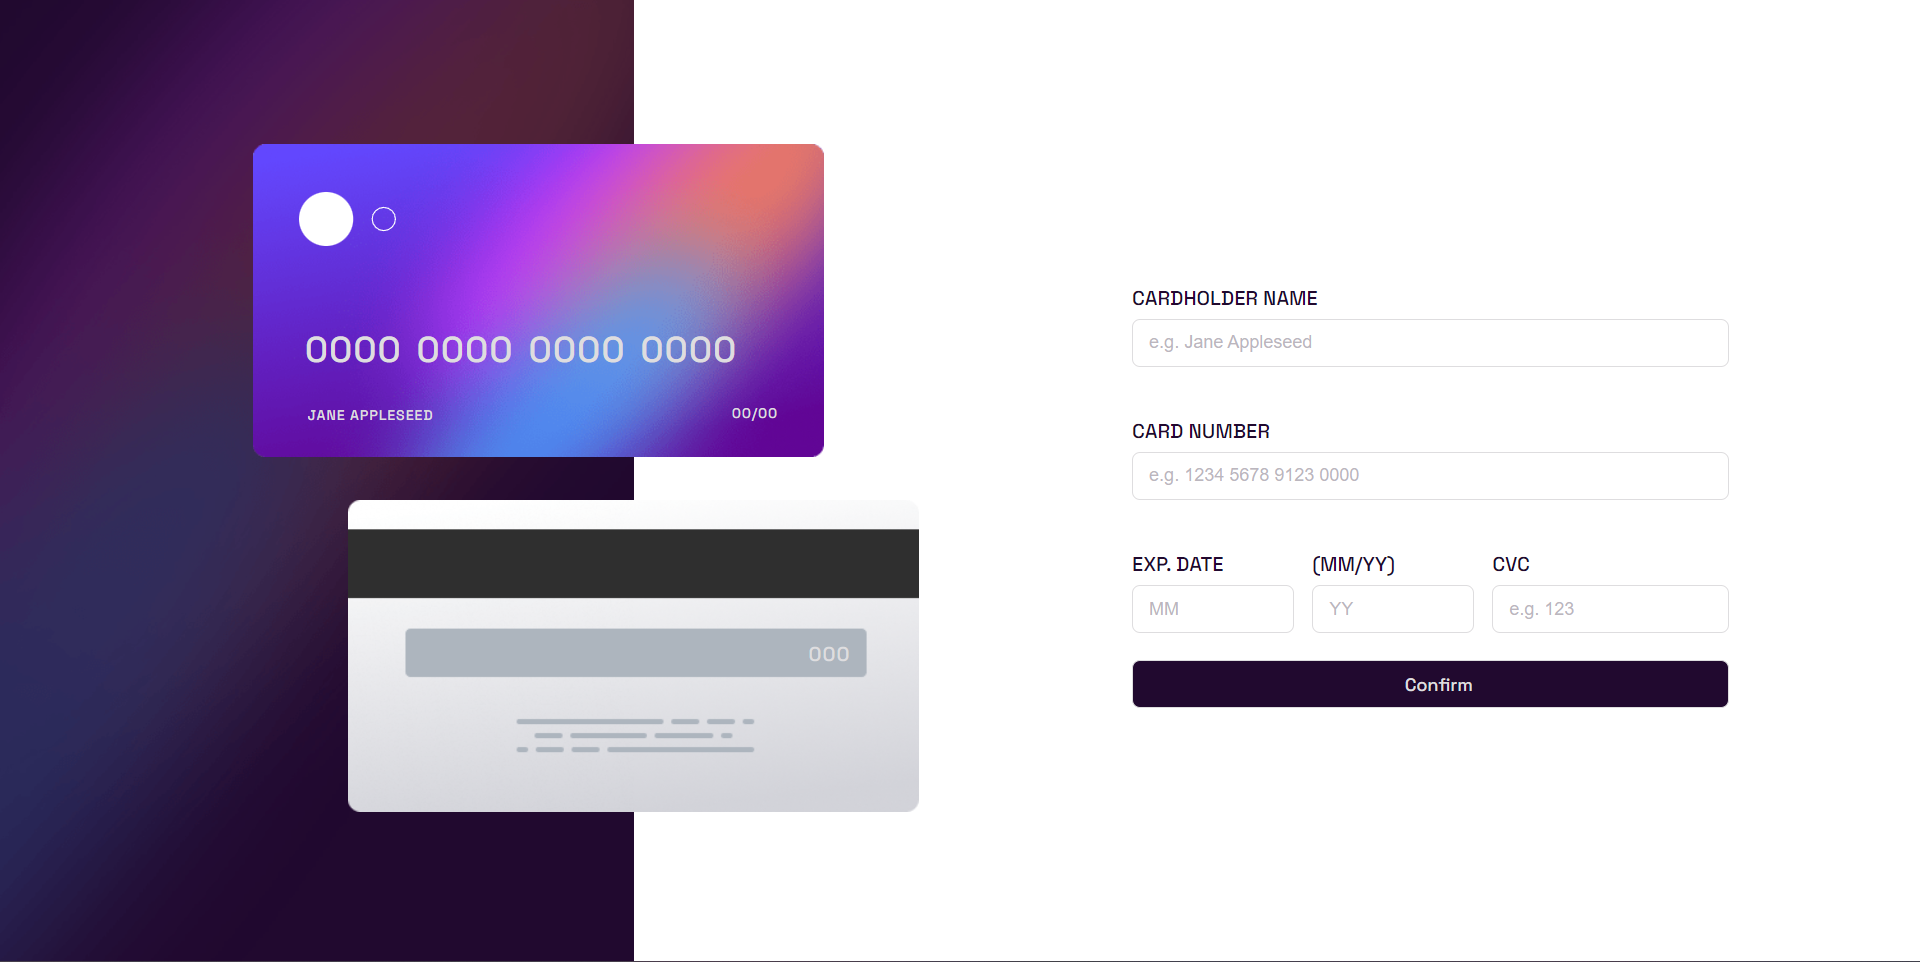 0000 0000 0000 0000
JANE APPLESEED 00/00
000
CARDHOLDER NAME
e.g. Jane Appleseed
CARD NUMBER
e.g. 1234 5678 9123 0000
EXP. DATE (MM/YY) CVC
MM YY e.g. 123
Confirm